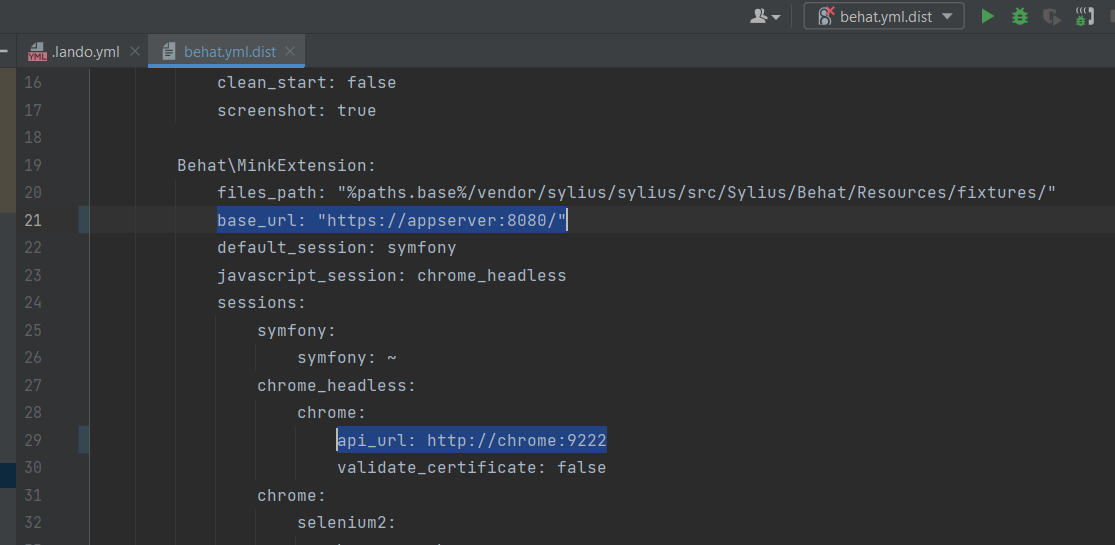 behat.yml.dist
.lando.yml
behat.yml.dist
16 clean_start: false
17 screenshot: true
18
19 Behat\MinkExtension:
20 files_path: "%paths.base%/vendor/sylius/sylius/src/Sylius/Behat/Resources/fixtures/"
21 base_url: "https://appserver:8080/"
22 default_session: symfony
23 javascript_session: chrome_headless
24 sessions:
25 symfony:
26 symfony: ~
27 chrome_headless:
28 chrome:
29 api_url: http://chrome:9222
30 validate_certificate: false
31 chrome:
32 selenium2: